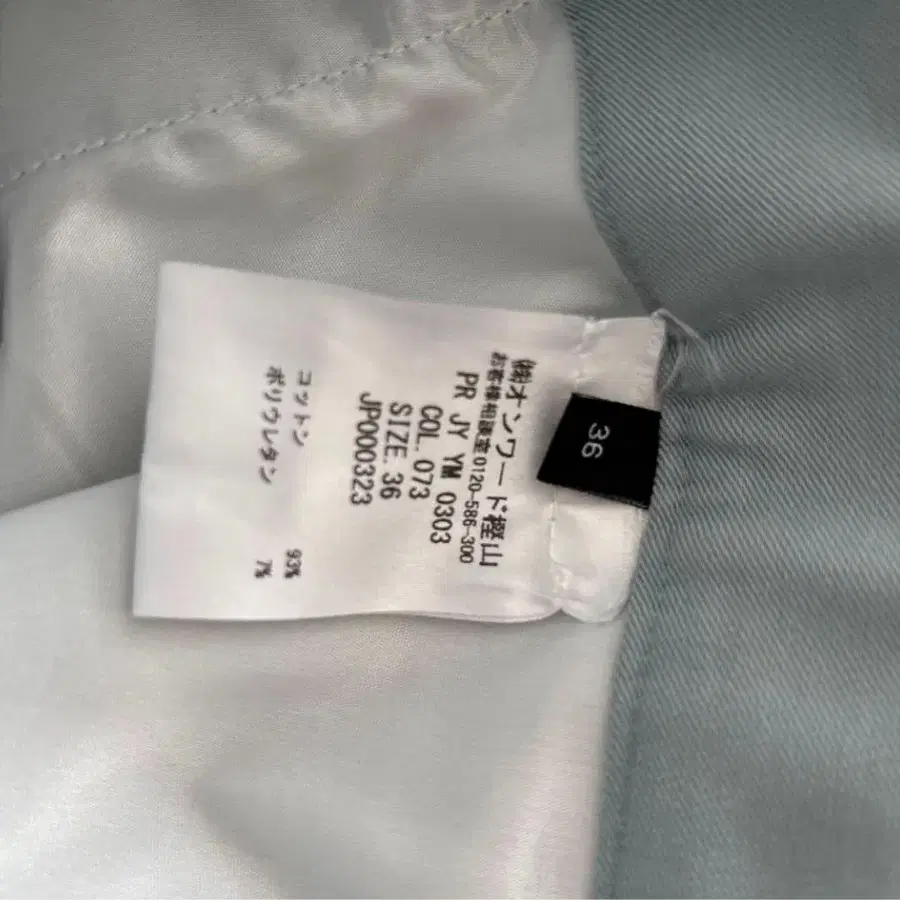 36
㈱オンワード樫山
お客様相談室0120-586-300
PR JY YM 0303
COL. 073
SIZE. 36
JP000323
コットン 93%
ポリウレタン 7%